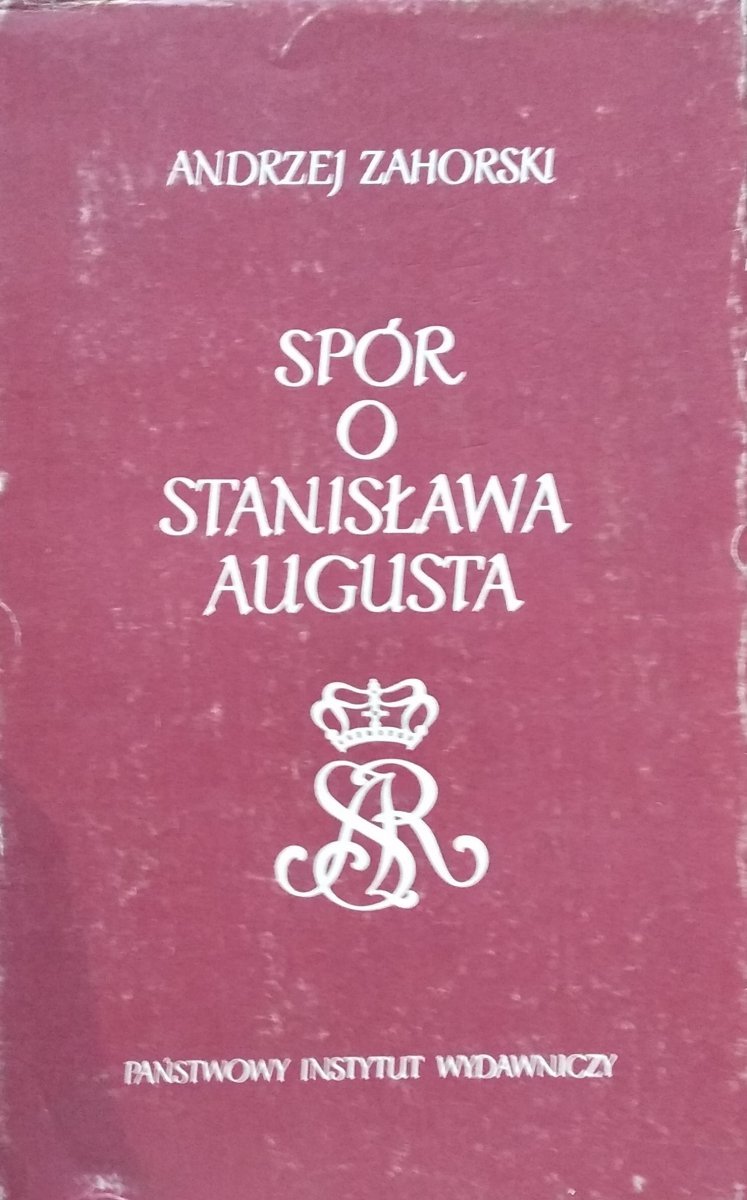 ANDRZEJ ZAHORSKI
SPÓR
O
STANISŁAWA
AUGUSTA
SAR
PAŃSTWOWY INSTYTUT WYDAWNICZY